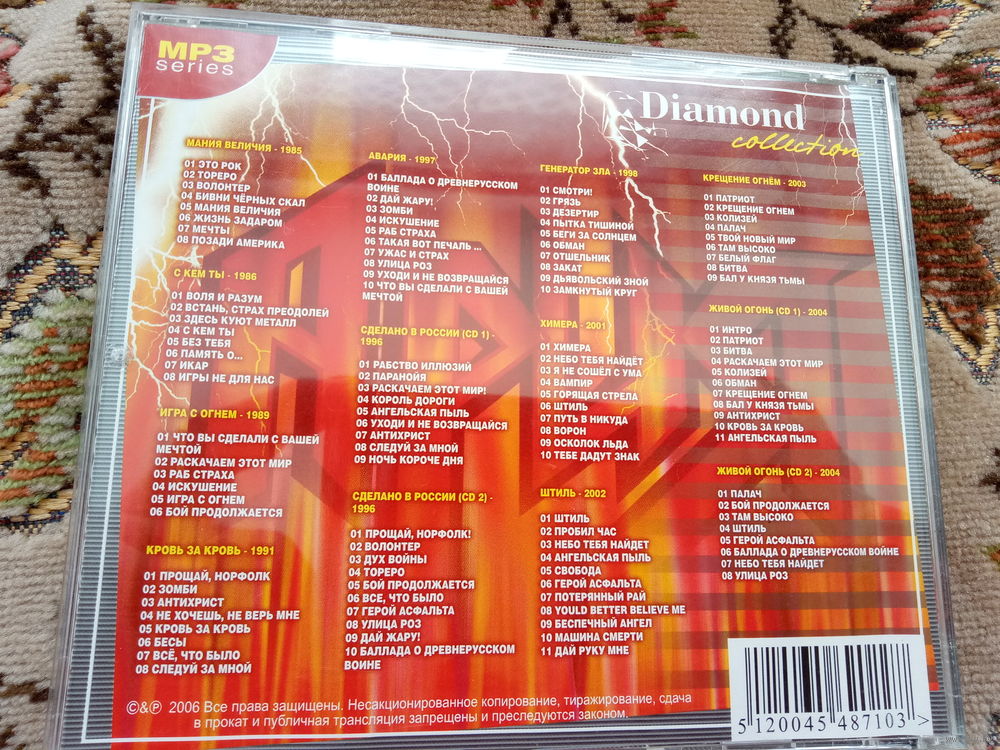 MP3
series
Diamond
collection
МАНИЯ ВЕЛИЧИЯ - 1985
01 ЭТО РОК
02 ТОРЕРО
03 ВОЛОНТЕР
04 БИВНИ ЧЁРНЫХ СКАЛ
05 МАНИЯ ВЕЛИЧИЯ
06 ЖИЗНЬ ЗАДАРОМ
07 МЕЧТЫ
08 ПОЗАДИ АМЕРИКА
С КЕМ ТЫ - 1986
01 ВОЛЯ И РАЗУМ
02 ВСТАНЬ, СТРАХ ПРЕОДОЛЕЙ
03 ЗДЕСЬ КУЮТ МЕТАЛЛ
04 С КЕМ ТЫ
05 БЕЗ ТЕБЯ
06 ПАМЯТЬ О...
07 ИКАР
08 ИГРЫ НЕ ДЛЯ НАС
ИГРА С ОГНЕМ - 1989
01 ЧТО ВЫ СДЕЛАЛИ С ВАШЕЙ
МЕЧТОЙ
02 РАСКАЧАЕМ ЭТОТ МИР
03 РАБ СТРАХА
04 ИСКУШЕНИЕ
05 ИГРА С ОГНЕМ
06 БОЙ ПРОДОЛЖАЕТСЯ
КРОВЬ ЗА КРОВЬ - 1991
01 ПРОЩАЙ, НОРФОЛК
02 ЗОМБИ
03 АНТИХРИСТ
04 НЕ ХОЧЕШЬ, НЕ ВЕРЬ МНЕ
05 КРОВЬ ЗА КРОВЬ
06 БЕСЫ
07 ВСЁ, ЧТО БЫЛО
08 СЛЕДУЙ ЗА МНОЙ
АВАРИЯ - 1997
01 БАЛЛАДА О ДРЕВНЕРУССКОМ
ВОИНЕ
02 ДАЙ ЖАРУ!
03 ЗОМБИ
04 ИСКУШЕНИЕ
05 РАБ СТРАХА
06 ТАКАЯ ВОТ ПЕЧАЛЬ ...
07 УЖАС И СТРАХ
08 УЛИЦА РОЗ
09 УХОДИ И НЕ ВОЗВРАЩАЙСЯ
10 ЧТО ВЫ СДЕЛАЛИ С ВАШЕЙ
МЕЧТОЙ
СДЕЛАНО В РОССИИ (CD 1) -
1996
01 РАБСТВО ИЛЛЮЗИЙ
02 ПАРАНОЙЯ
03 РАСКАЧАЕМ ЭТОТ МИР!
04 КОРОЛЬ ДОРОГИ
05 АНГЕЛЬСКАЯ ПЫЛЬ
06 УХОДИ И НЕ ВОЗВРАЩАЙСЯ
07 АНТИХРИСТ
08 СЛЕДУЙ ЗА МНОЙ
09 НОЧЬ КОРОЧЕ ДНЯ
СДЕЛАНО В РОССИИ (CD 2) -
1996
01 ПРОЩАЙ, НОРФОЛК!
02 ВОЛОНТЕР
03 ДУХ ВОЙНЫ
04 ТОРЕРО
05 БОЙ ПРОДОЛЖАЕТСЯ
06 ВСЕ, ЧТО БЫЛО
07 ГЕРОЙ АСФАЛЬТА
08 УЛИЦА РОЗ
09 ДАЙ ЖАРУ!
10 БАЛЛАДА О ДРЕВНЕРУССКОМ
ВОИНЕ
ГЕНЕРАТОР ЗЛА - 1998
01 СМОТРИ!
02 ГРЯЗЬ
03 ДЕЗЕРТИР
04 ПЫТКА ТИШИНОЙ
05 БЕГИ ЗА СОЛНЦЕМ
06 ОБМАН
07 ОТШЕЛЬНИК
08 ЗАКАТ
09 ДЬЯВОЛЬСКИЙ ЗНОЙ
10 ЗАМКНУТЫЙ КРУГ
ХИМЕРА - 2001
01 ХИМЕРА
02 НЕБО ТЕБЯ НАЙДЁТ
03 Я НЕ СОШЁЛ С УМА
04 ВАМПИР
05 ГОРЯЩАЯ СТРЕЛА
06 ШТИЛЬ
07 ПУТЬ В НИКУДА
08 ВОРОН
09 ОСКОЛОК ЛЬДА
10 ТЕБЕ ДАДУТ ЗНАК
ШТИЛЬ - 2002
01 ШТИЛЬ
02 ПРОБИЛ ЧАС
03 НЕБО ТЕБЯ НАЙДЕТ
04 АНГЕЛЬСКАЯ ПЫЛЬ
05 СВОБОДА
06 ГЕРОЙ АСФАЛЬТА
07 ПОТЕРЯННЫЙ РАЙ
08 YOULD BETTER BELIEVE ME
09 БЕСПЕЧНЫЙ АНГЕЛ
10 МАШИНА СМЕРТИ
11 ДАЙ РУКУ МНЕ
КРЕЩЕНИЕ ОГНЁМ - 2003
01 ПАТРИОТ
02 КРЕЩЕНИЕ ОГНЕМ
03 КОЛИЗЕЙ
04 ПАЛАЧ
05 ТВОЙ НОВЫЙ МИР
06 ТАМ ВЫСОКО
07 БЕЛЫЙ ФЛАГ
08 БИТВА
09 БАЛ У КНЯЗЯ ТЬМЫ
ЖИВОЙ ОГОНЬ (CD 1) - 2004
01 ИНТРО
02 ПАТРИОТ
03 БИТВА
04 РАСКАЧАЕМ ЭТОТ МИР
05 КОЛИЗЕЙ
06 ОБМАН
07 КРЕЩЕНИЕ ОГНЕМ
08 БАЛ У КНЯЗЯ ТЬМЫ
09 АНТИХРИСТ
10 КРОВЬ ЗА КРОВЬ
11 АНГЕЛЬСКАЯ ПЫЛЬ
ЖИВОЙ ОГОНЬ (CD 2) - 2004
01 ПАЛАЧ
02 БОЙ ПРОДОЛЖАЕТСЯ
03 ТАМ ВЫСОКО
04 ШТИЛЬ
05 ГЕРОЙ АСФАЛЬТА
06 БАЛЛАДА О ДРЕВНЕРУССКОМ ВОИНЕ
07 НЕБО ТЕБЯ НАЙДЕТ
08 УЛИЦА РОЗ
©&℗ 2006 Все права защищены. Несанкционированное копирование, тиражирование, сдача
в прокат и публичная трансляция запрещены и преследуются законом.
5 120045 487103 >